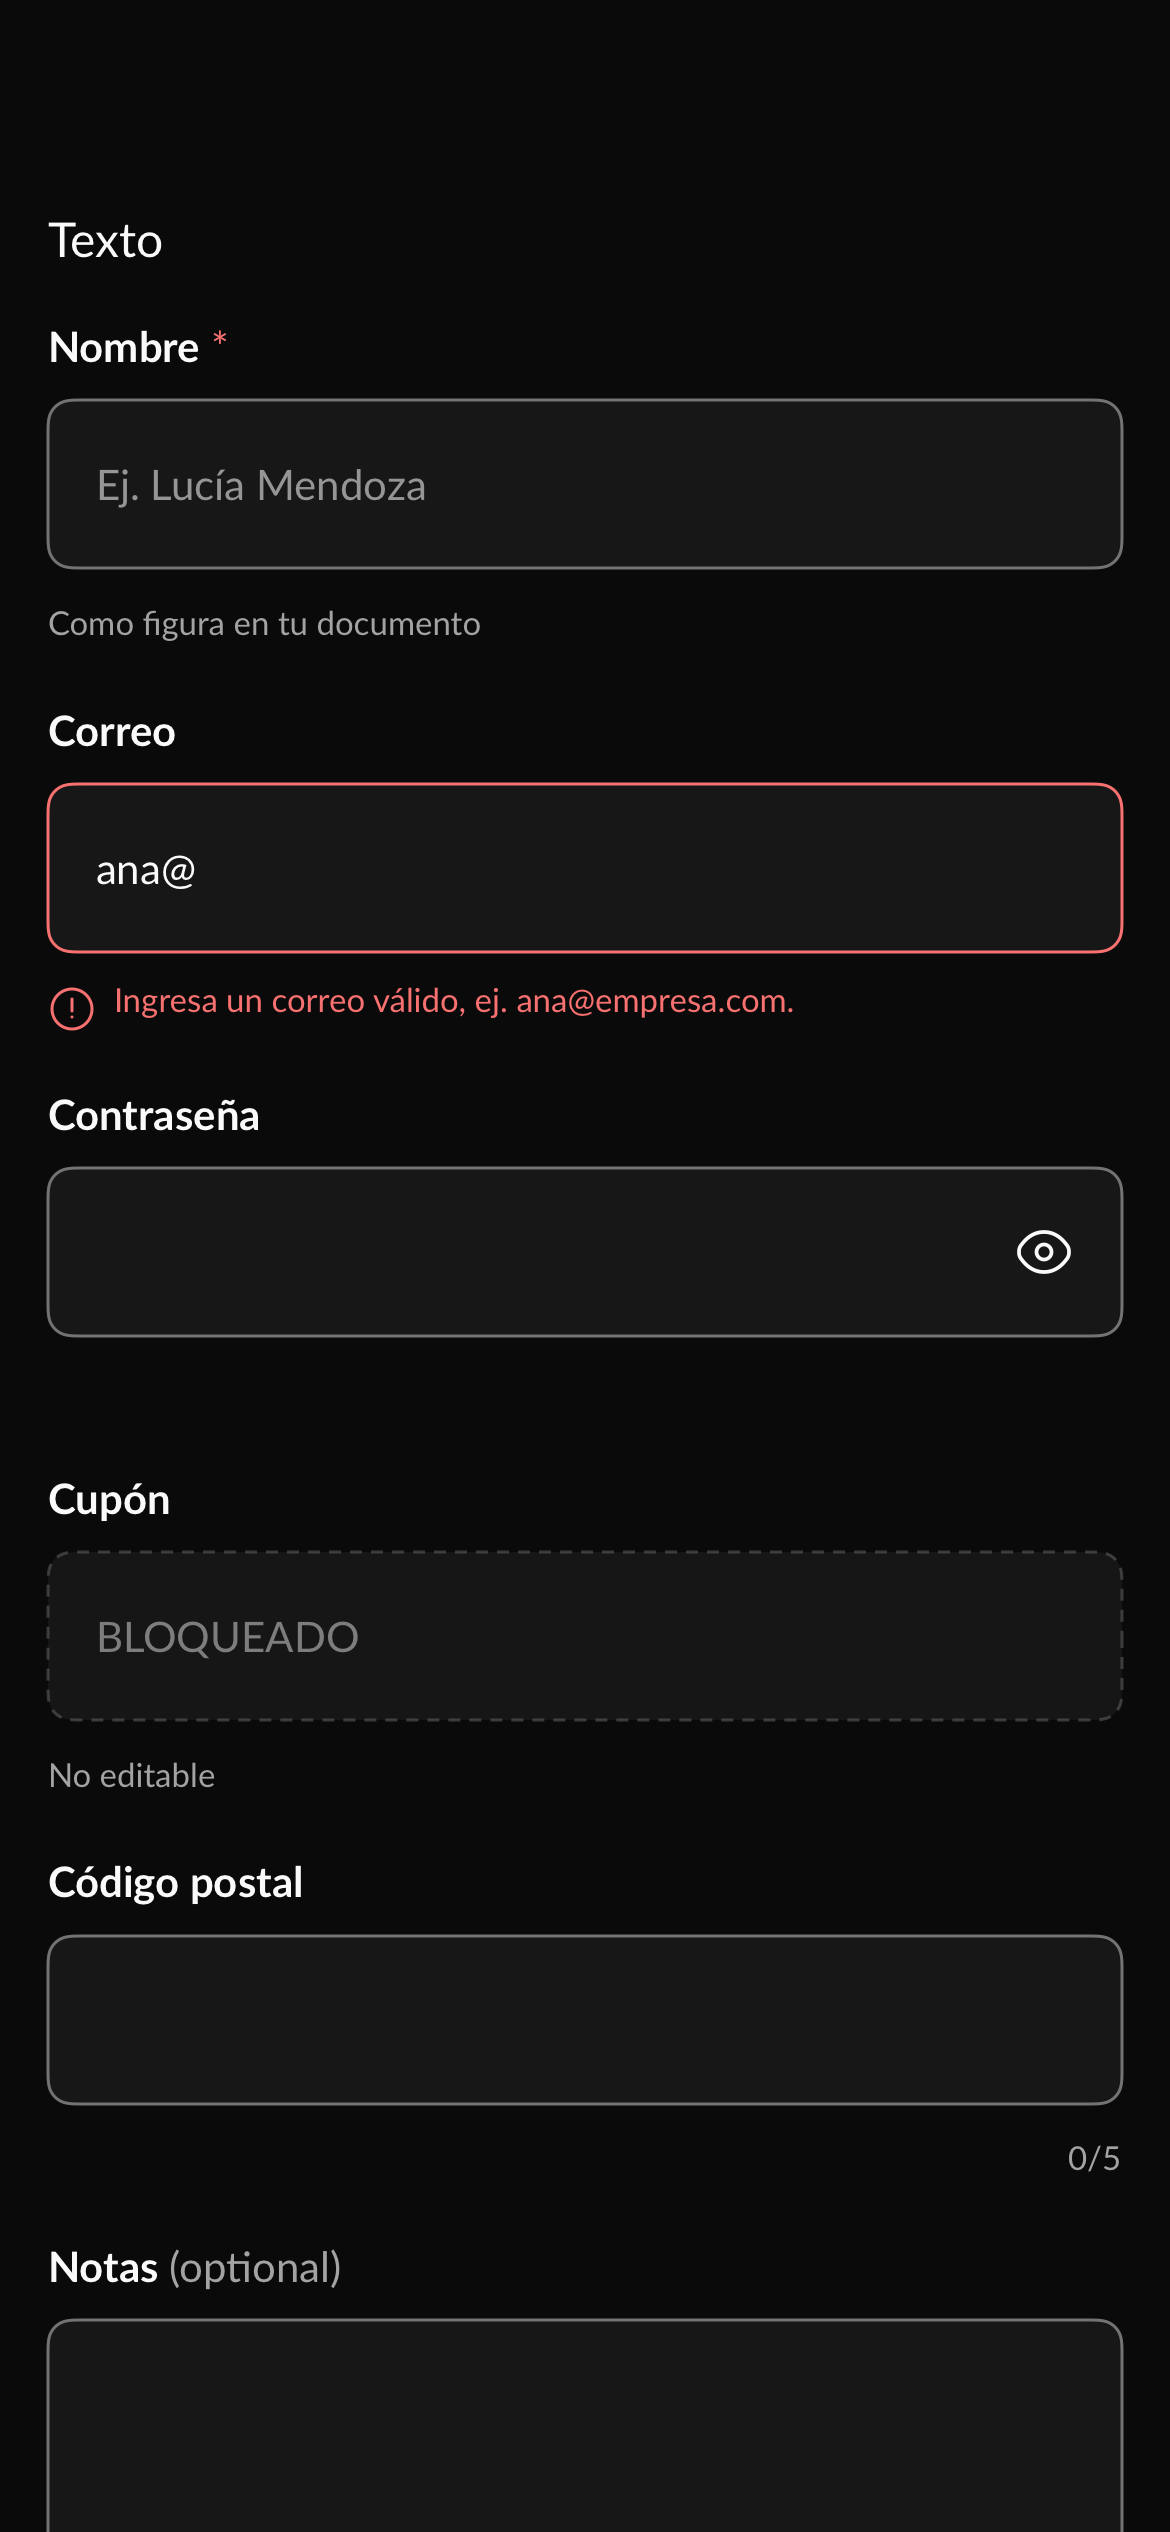 Texto
Nombre *
Ej. Lucía Mendoza
Como figura en tu documento
Correo
ana@
Ingresa un correo válido, ej. ana@empresa.com.
Contraseña
Cupón
BLOQUEADO
No editable
Código postal
0/5
Notas (optional)